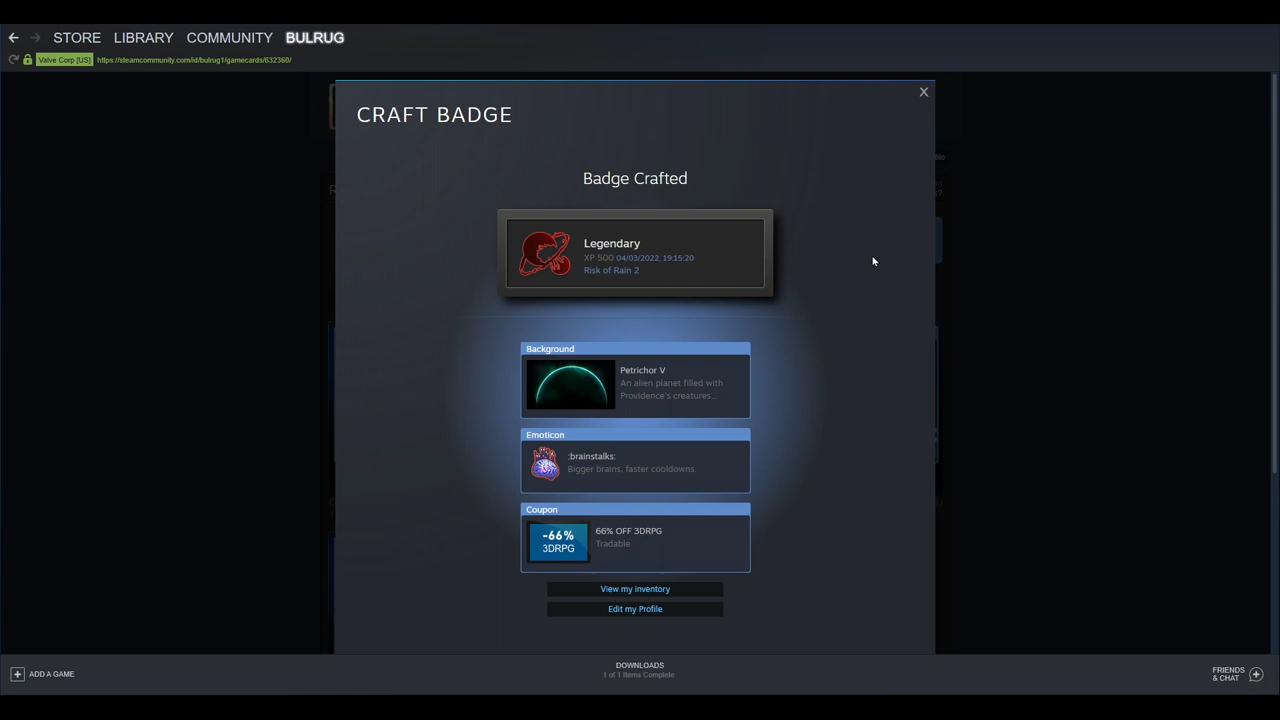 STORE LIBRARY COMMUNITY BULRUG
Valve Corp [US] https://steamcommunity.com/id/bulrug1/gamecards/632360/
X
CRAFT BADGE
Badge Crafted
Legendary
XP 500 04/03/2022, 19:15:20
Risk of Rain 2
Background
Petrichor V
An alien planet filled with
Providence's creatures...
Emoticon
:brainstalks:
Bigger brains, faster cooldowns.
Coupon
-66%
3DRPG
66% OFF 3DRPG
Tradable
View my inventory
Edit my Profile
ADD A GAME
DOWNLOADS
1 of 1 Items Complete
FRIENDS
& CHAT